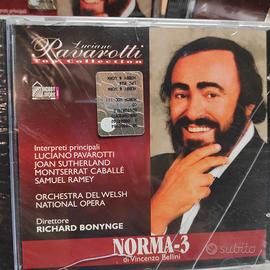 Luciano
Pavarotti
Top Collection
Interpreti principali
LUCIANO PAVAROTTI
JOAN SUTHERLAND
MONTSERRAT CABALLÉ
SAMUEL RAMEY
ORCHESTRA DEL WELSH
NATIONAL OPERA
Direttore
RICHARD BONYNGE
NORMA-3
di Vincenzo Bellini
subito